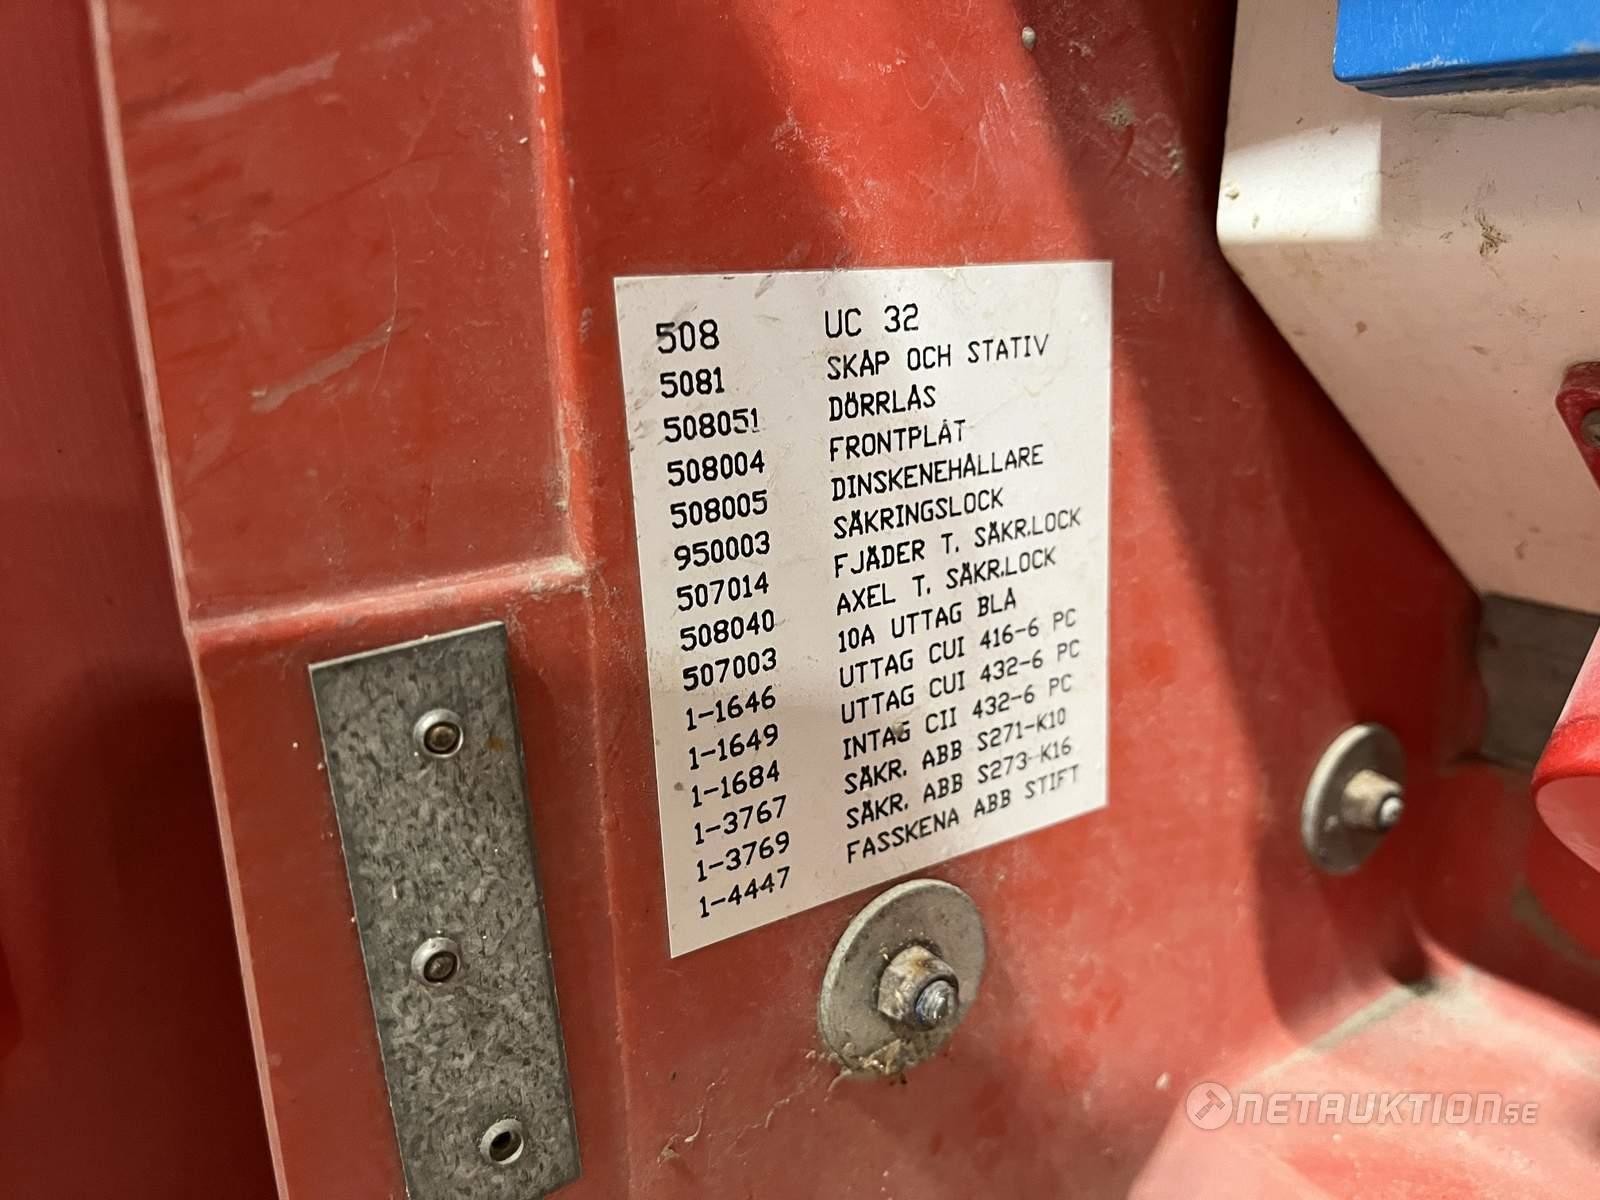 508 UC 32
5081 SKÅP OCH STATIV
508051 DÖRRLÅS
508004 FRONTPLÅT
508005 DINSKENEHÅLLARE
950003 SÄKRINGSLOCK
507014 FJÄDER T. SÄKR.LOCK
508040 AXEL T. SÄKR.LOCK
507003 10A UTTAG BLÅ
1-1646 UTTAG CUI 416-6 PC
1-1649 UTTAG CUI 432-6 PC
1-1684 INTAG CII 432-6 PC
1-3767 SÄKR. ABB S271-K10
1-3769 SÄKR. ABB S273-K16
1-4447 FASSKENA ABB STIFT
NETAUKTION.SE